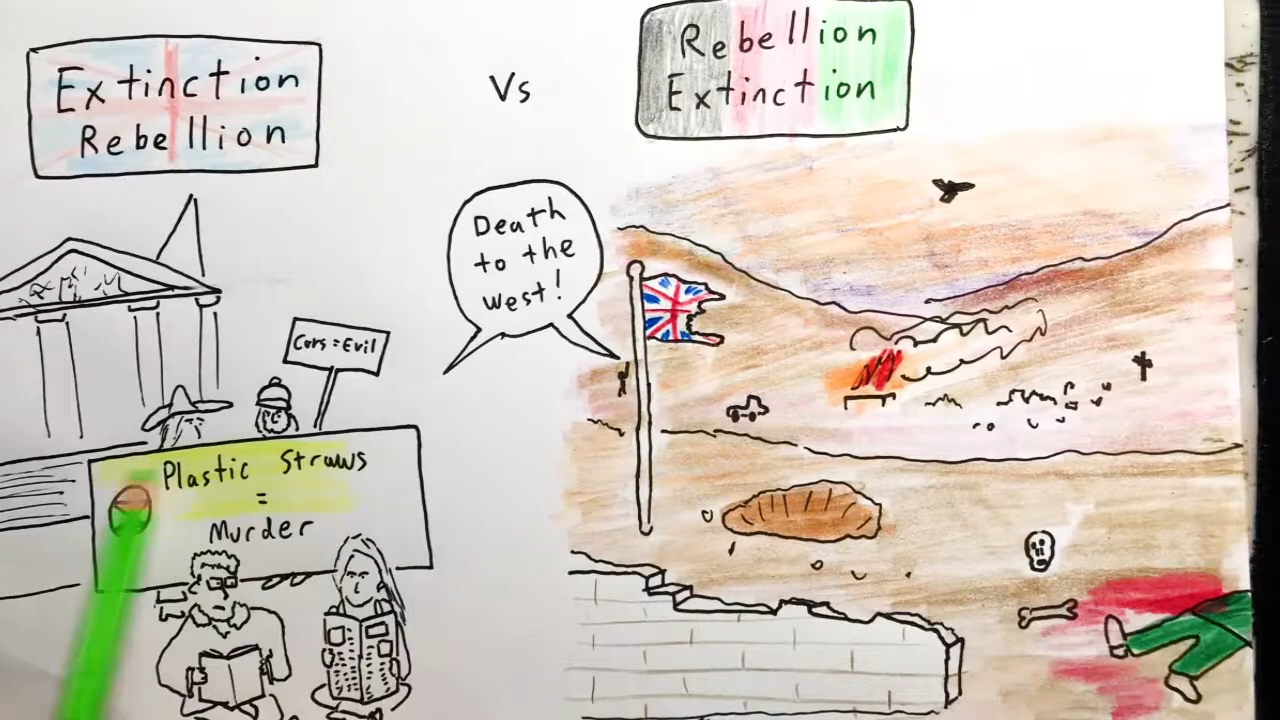 Extinction
Rebellion
Vs
Rebellion
Extinction
Death
to the
west!
Cars = Evil
Plastic Straws
=
Murder